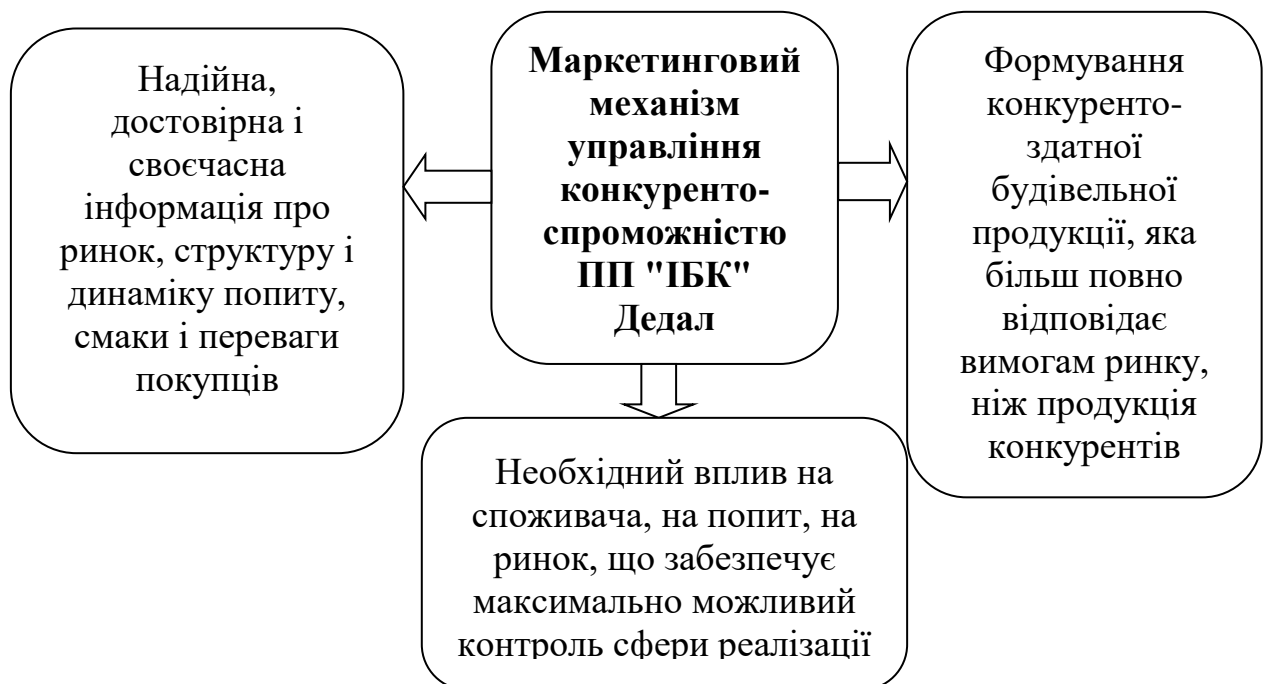 Надійна,
достовірна і
своєчасна
інформація про
ринок, структуру і
динаміку попиту,
смаки і переваги
покупців
Маркетинговий
механізм
управління
конкуренто-
спроможністю
ПП "ІБК"
Дедал
Формування
конкуренто-
здатної
будівельної
продукції, яка
більш повно
відповідає
вимогам ринку,
ніж продукція
конкурентів
Необхідний вплив на
споживача, на попит, на
ринок, що забезпечує
максимально можливий
контроль сфери реалізації